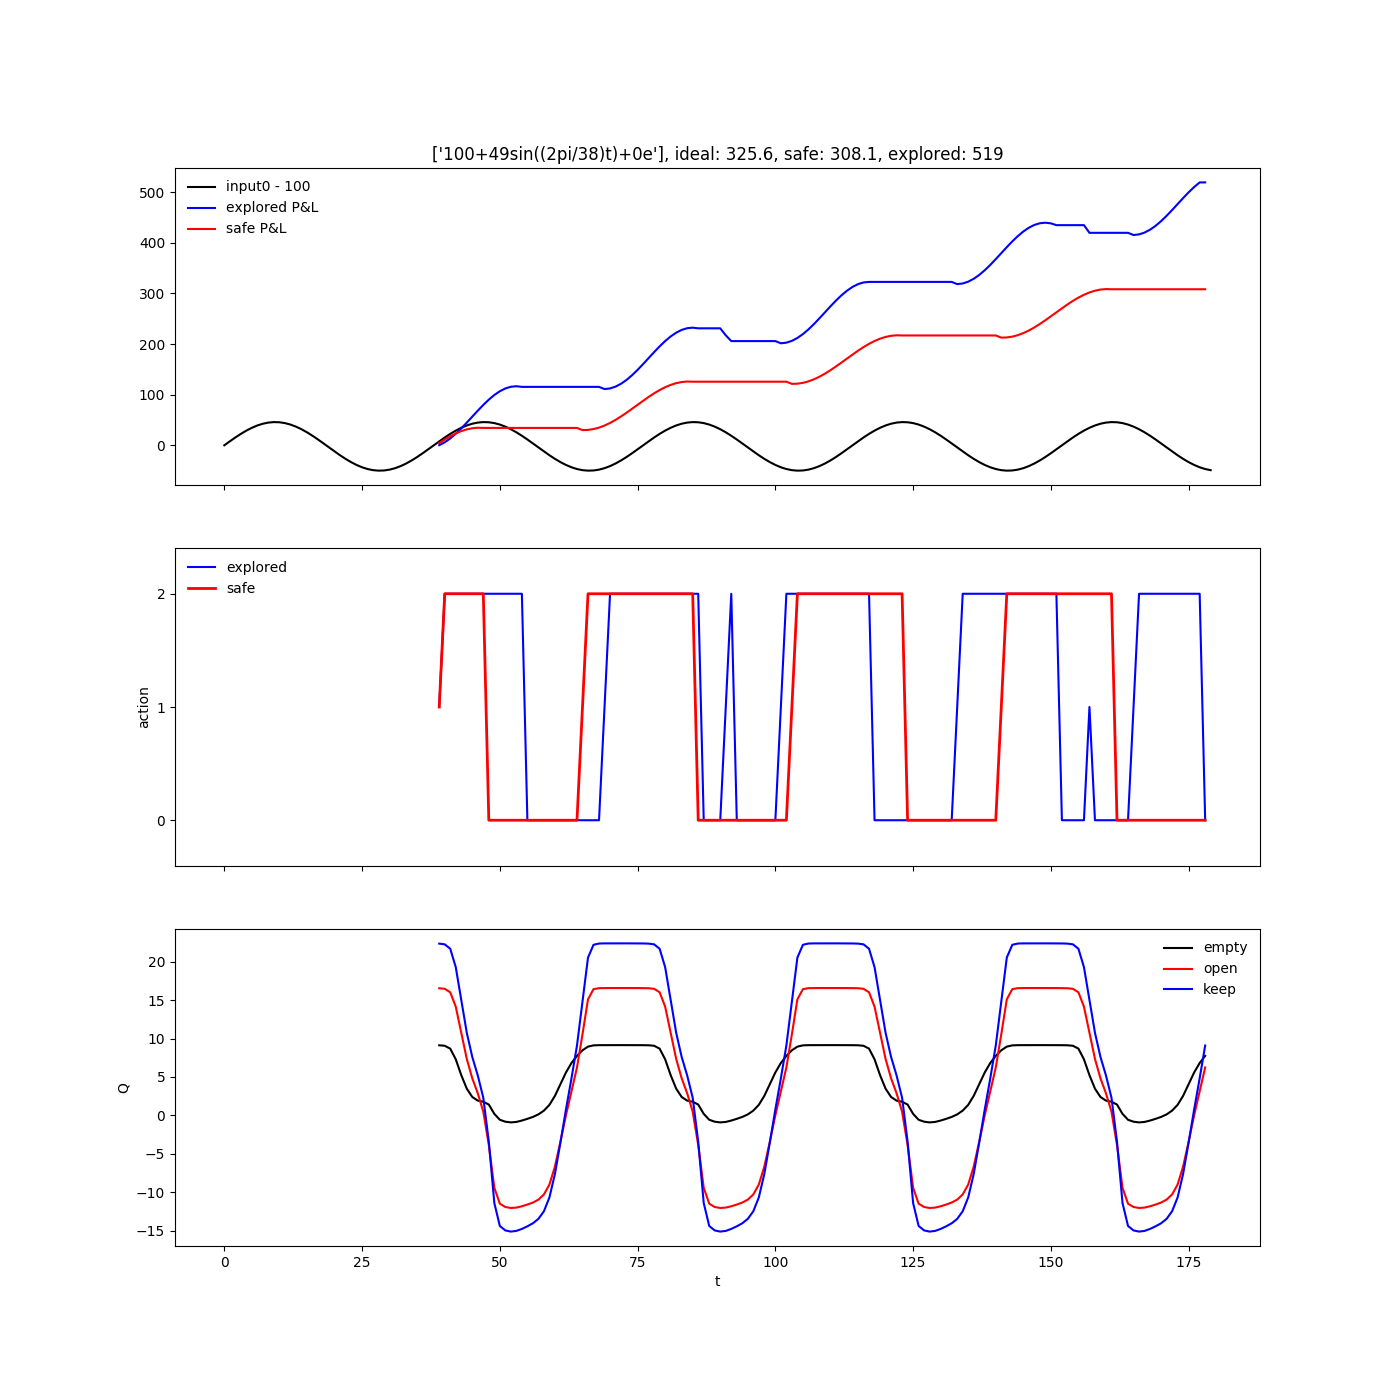 ['100+49sin((2pi/38)t)+0e'], ideal: 325.6, safe: 308.1, explored: 519
input0 - 100
explored P&L
safe P&L
500
400
300
200
100
0
explored
safe
2
1
0
action
empty
open
keep
20
15
10
5
0
−5
−10
−15
Q
0 25 50 75 100 125 150 175
t